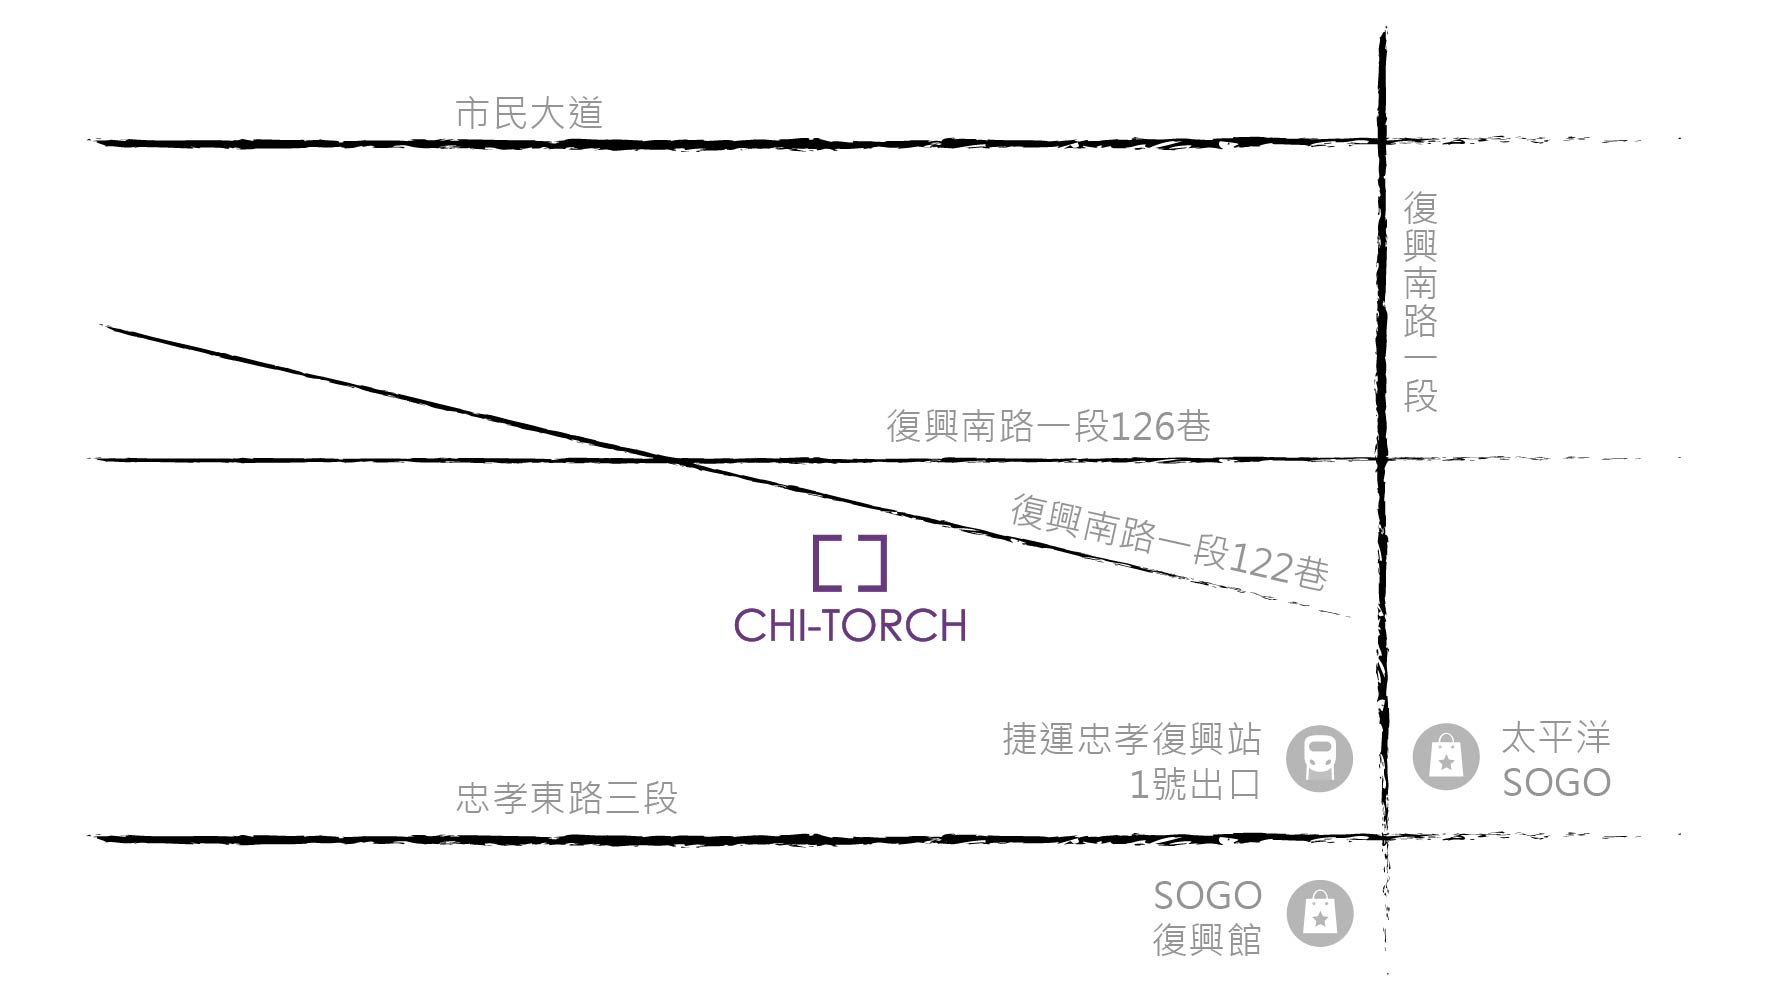 市民大道
復興南路一段
復興南路一段126巷
復興南路一段122巷
CHI-TORCH
捷運忠孝復興站
1號出口
太平洋
SOGO
忠孝東路三段
SOGO
復興館